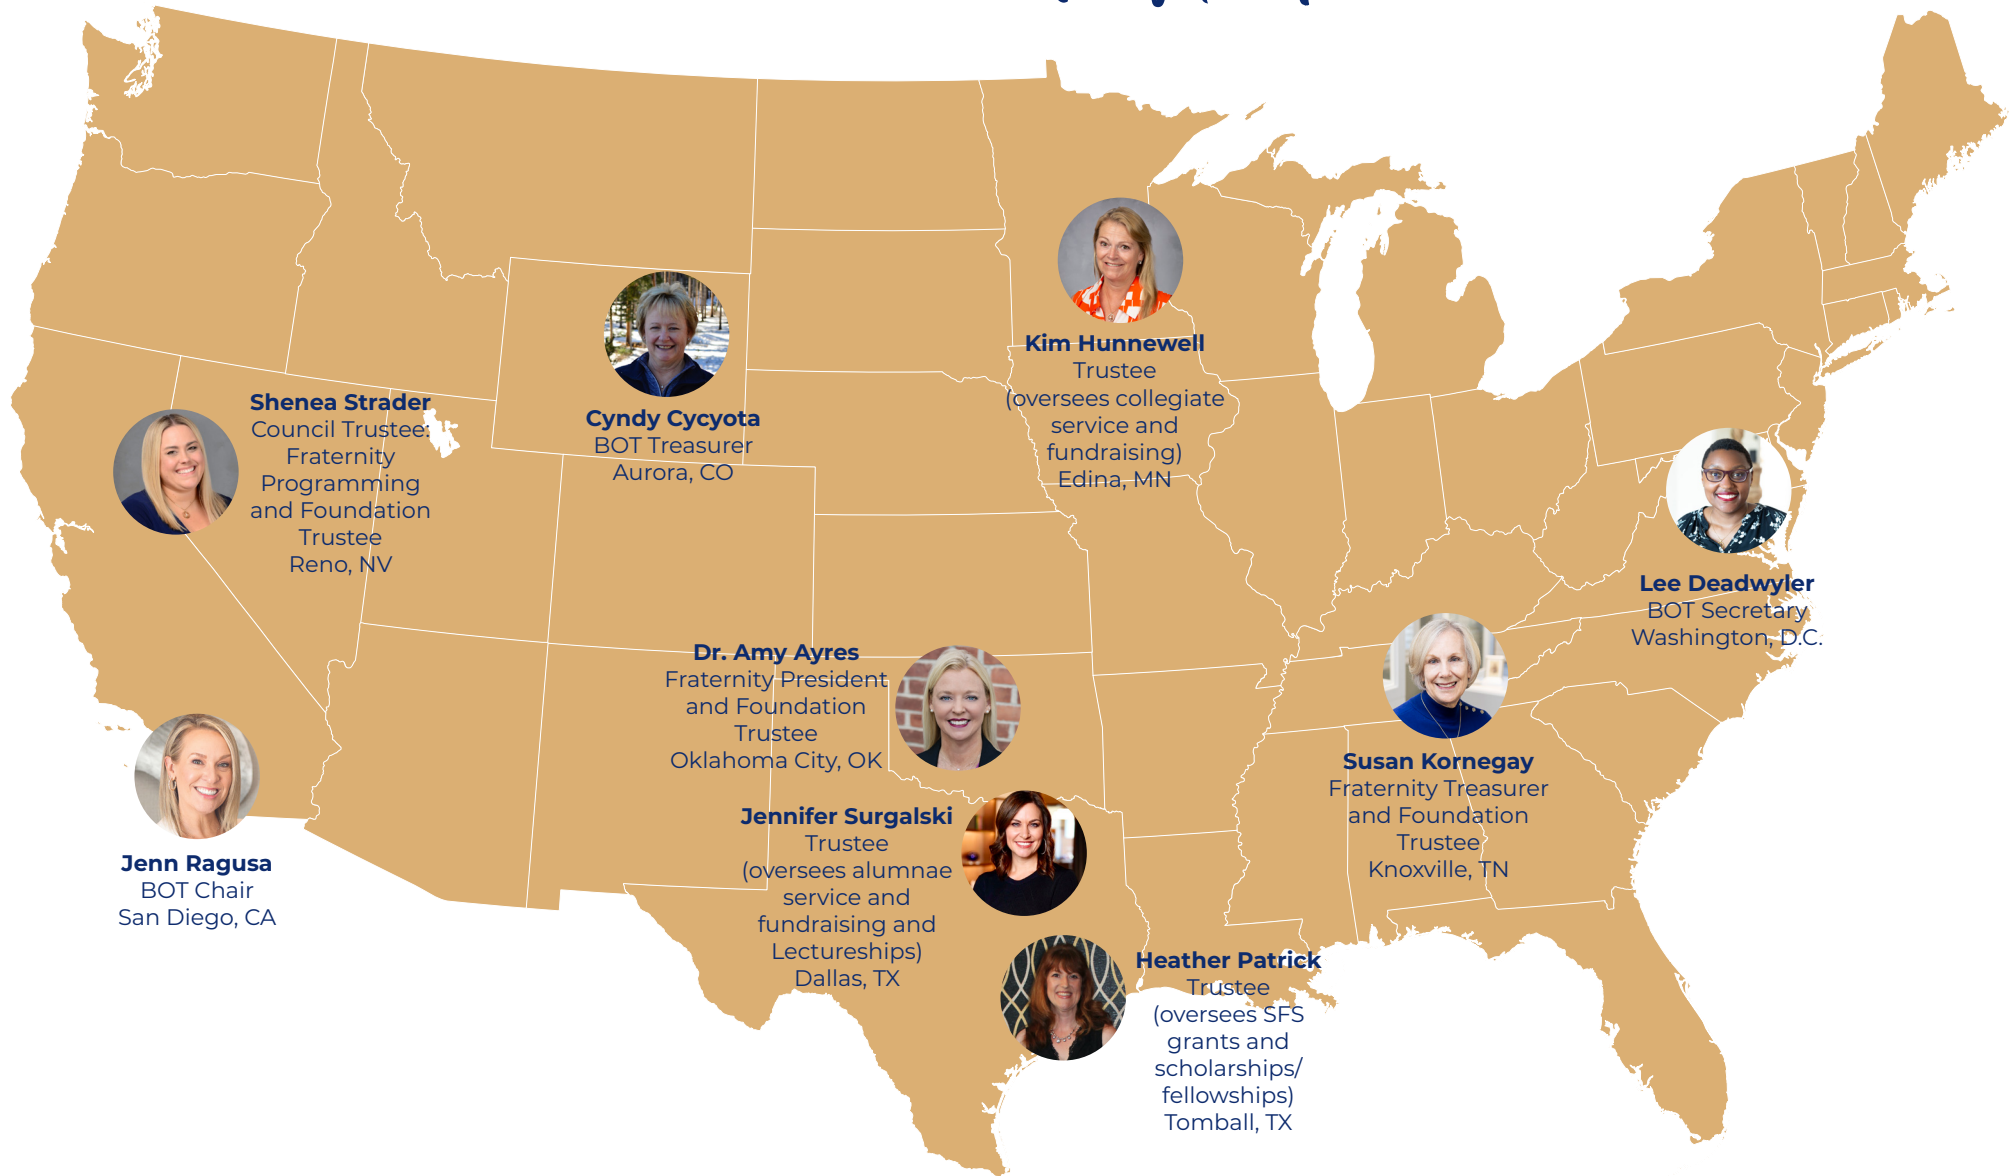 Kim Hunnewell
Trustee
(oversees collegiate
service and
fundraising)
Edina, MN
Shenea Strader
Council Trustee:
Fraternity
Programming
and Foundation
Trustee
Reno, NV
Cyndy Cycyota
BOT Treasurer
Aurora, CO
Lee Deadwyler
BOT Secretary
Washington, D.C.
Dr. Amy Ayres
Fraternity President
and Foundation
Trustee
Oklahoma City, OK
Susan Kornegay
Fraternity Treasurer
and Foundation
Trustee
Knoxville, TN
Jennifer Surgalski
Trustee
(oversees alumnae
service and
fundraising and
Lectureships)
Dallas, TX
Jenn Ragusa
BOT Chair
San Diego, CA
Heather Patrick
Trustee
(oversees SFS
grants and
scholarships/
fellowships)
Tomball, TX